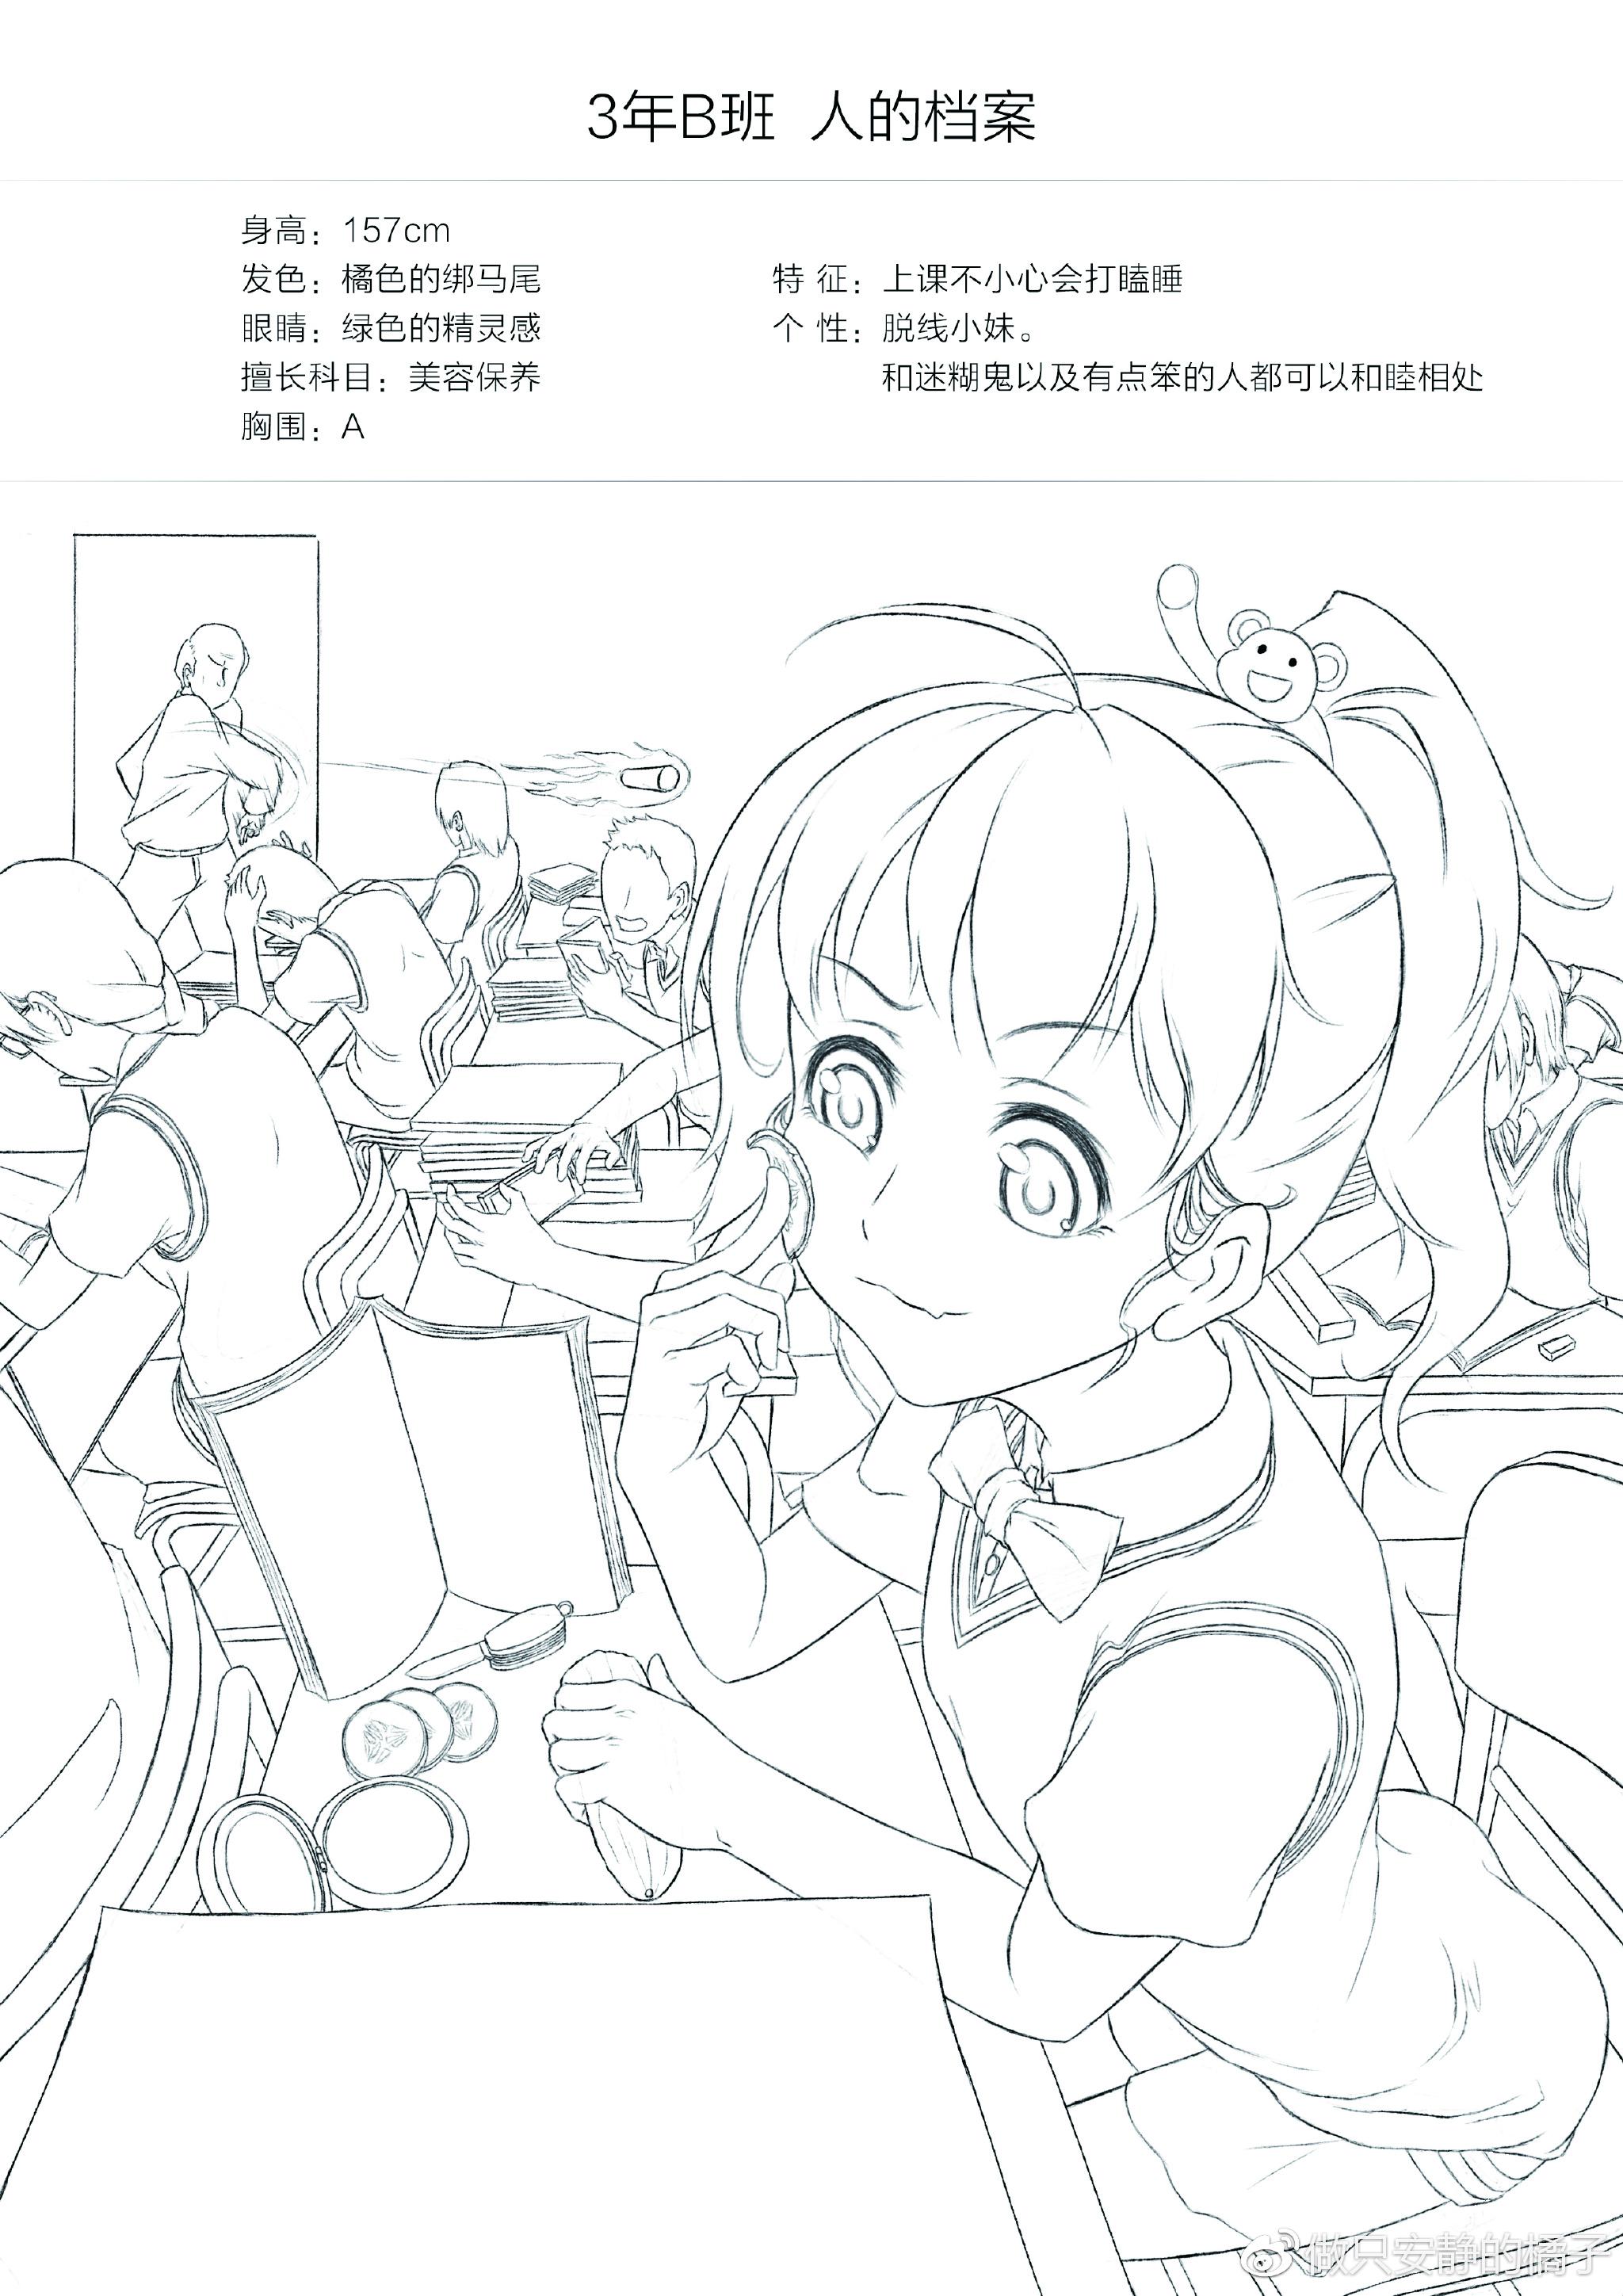 3年B班 人的档案
身高：157cm
发色：橘色的绑马尾
眼睛：绿色的精灵感
擅长科目：美容保养
胸围：A
特 征：上课不小心会打瞌睡
个 性：脱线小妹。
和迷糊鬼以及有点笨的人都可以和睦相处
做只安静的橘子